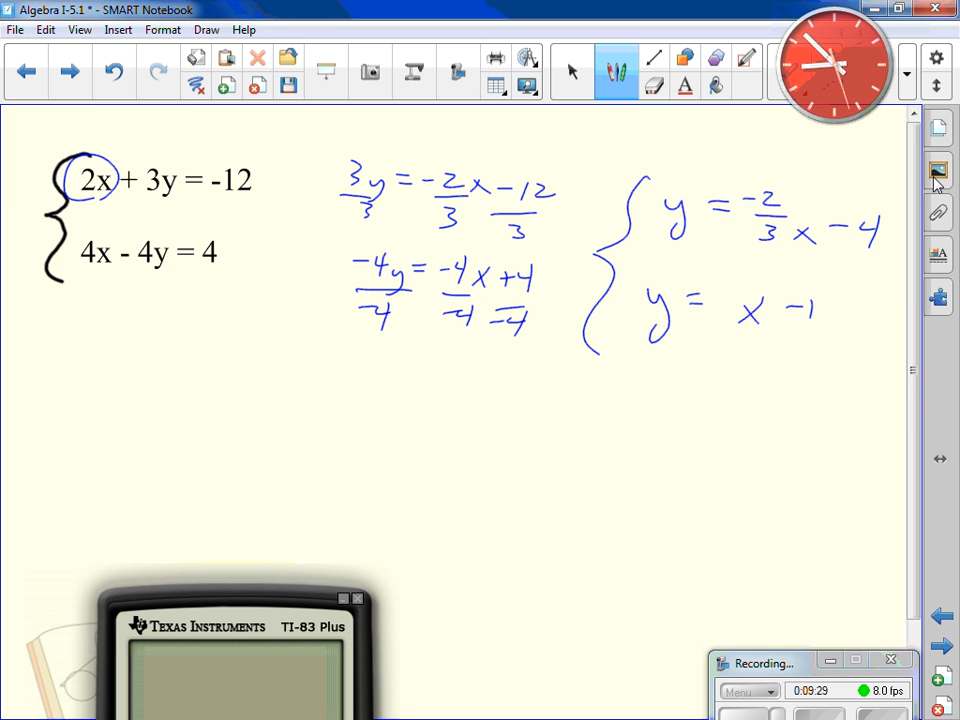 Algebra I-5.1 * - SMART Notebook
File Edit View Insert Format Draw Help
2x + 3y = -12
4x - 4y = 4
3y = -2x - 12
3 3 3
-4y = -4x + 4
-4 -4 -4
y = -2/3 x - 4
y = x - 1
TEXAS INSTRUMENTS TI-83 Plus
Recording...
Menu
0:09:29
8.0 fps